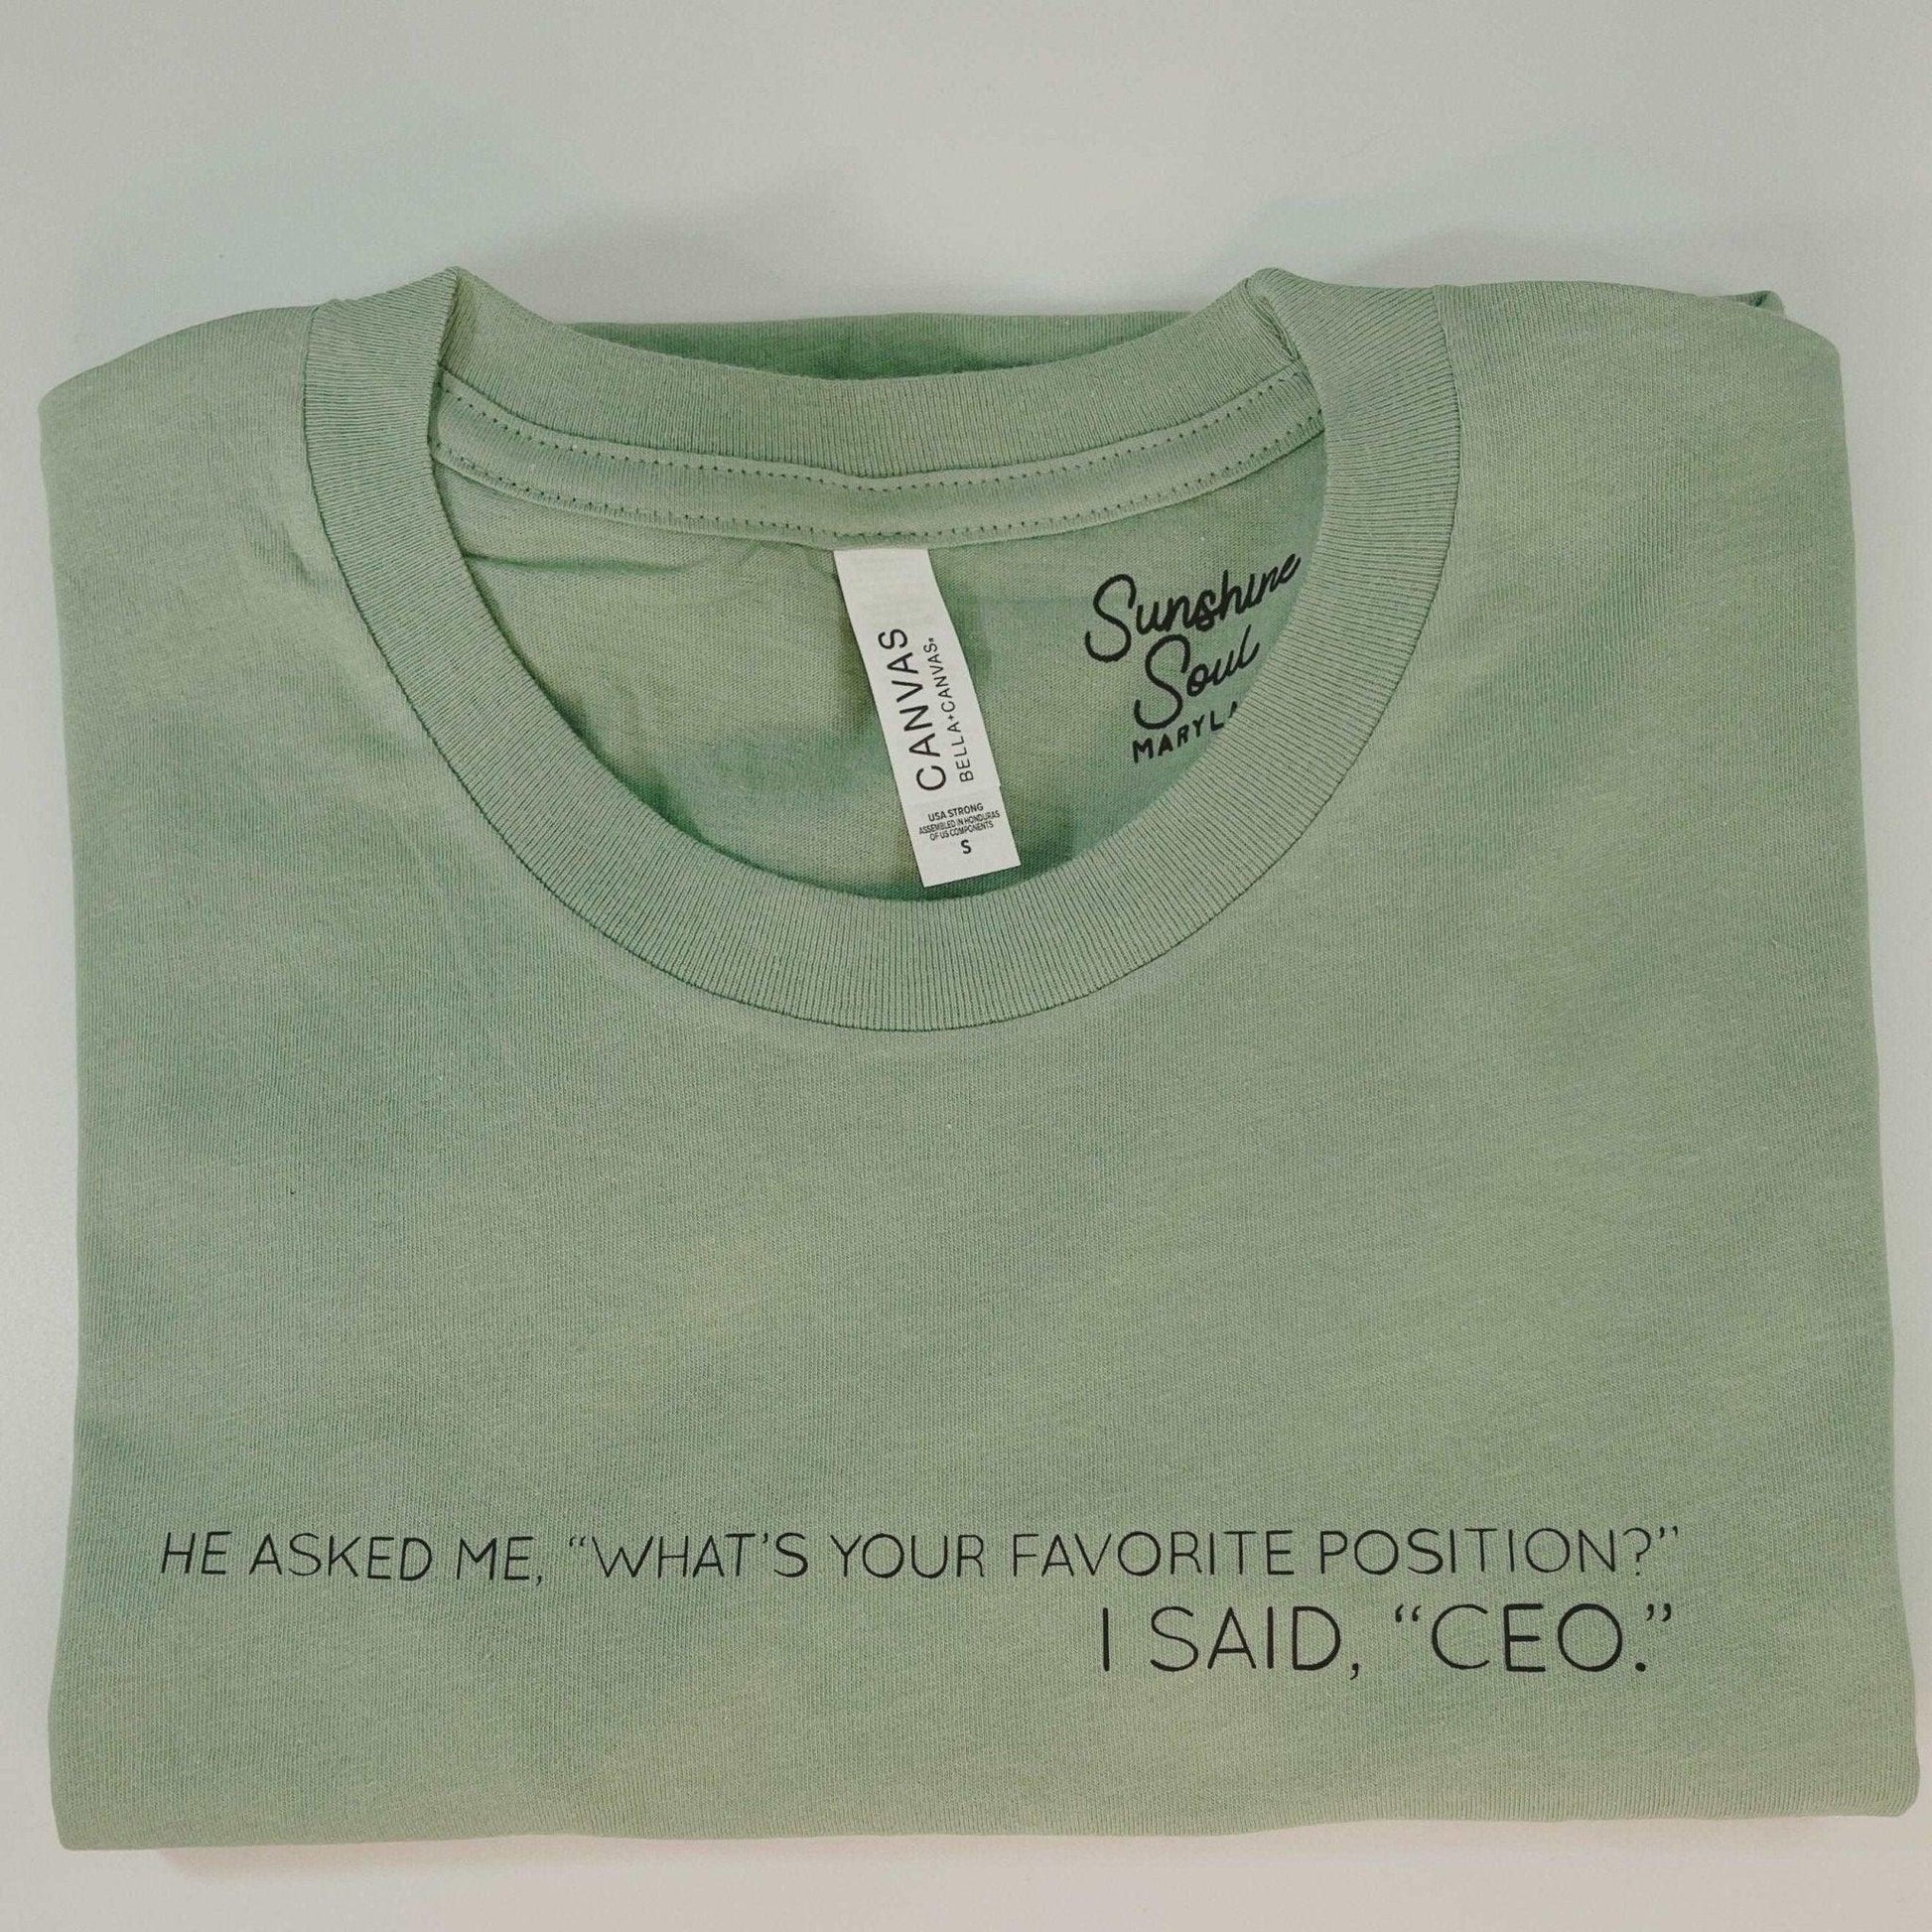 Sunshine
Soul
CANVAS
BELLA+CANVAS®
USA STRONG
ASSEMBLED IN HONDURAS
OF US COMPONENTS
S
HE ASKED ME, “WHAT’S YOUR FAVORITE POSITION?”
I SAID, “CEO.”